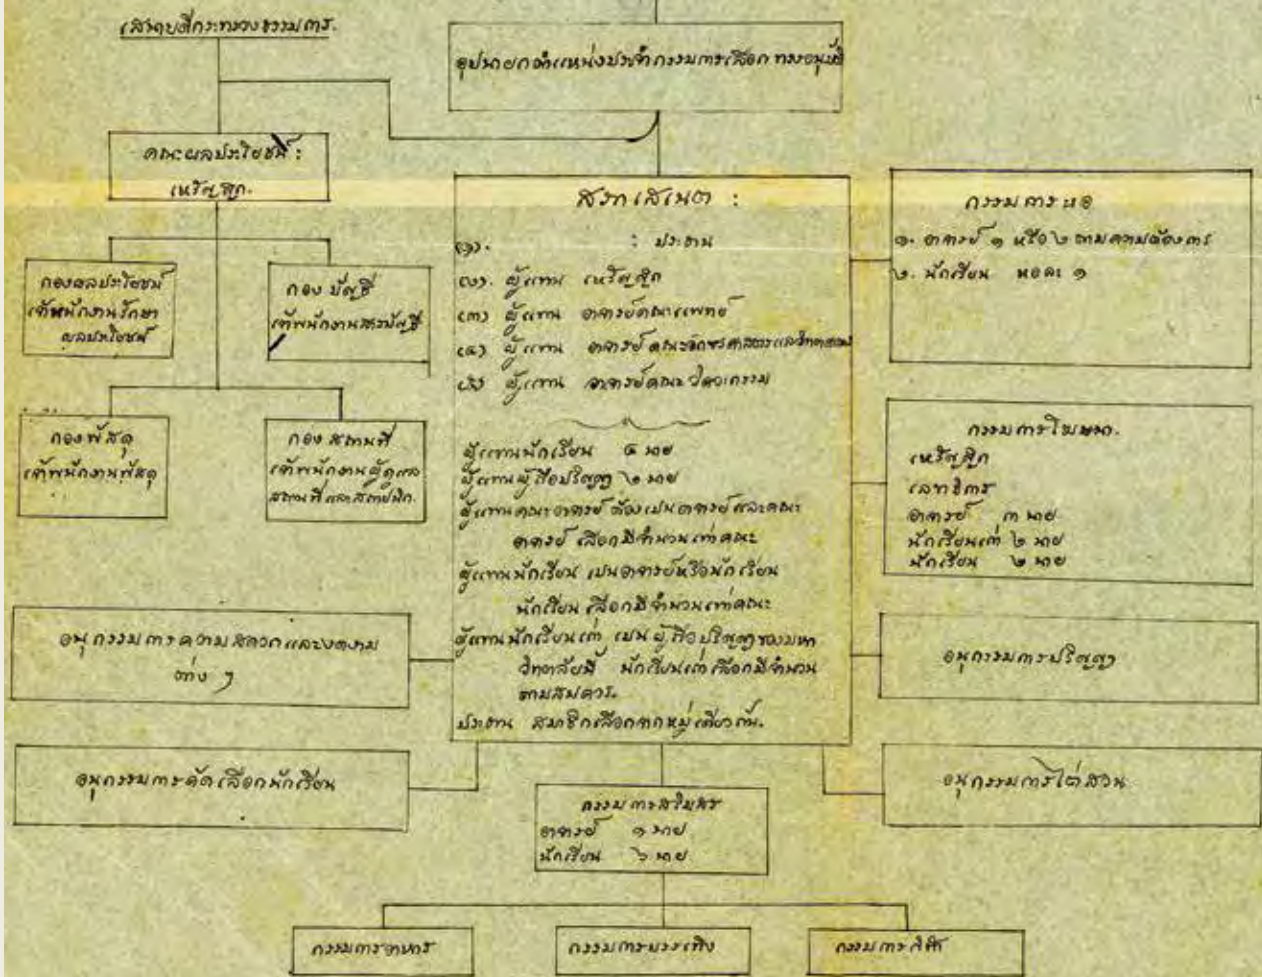 เสนาบดีกระทรวงธรรมการ.
อุปนายกตำแหน่งประจำกรรมการเลือก ทรงอนุมัติ
คณะผลประโยชน์ :
เหรัญญิก.
กองผลประโยชน์
เจ้าพนักงานรักษา
ผลประโยชน์
กอง บัญชี
เจ้าพนักงานสารบัญชี
กองพัสดุ
เจ้าพนักงานพัสดุ
กอง สถานที่
เจ้าพนักงานผู้ดูแล
สถานที่และสถาปนิก.
สภาเสเนต :
(๑). : ประธาน
(๒). ผู้แทน เหรัญญิก
(๓) ผู้แทน อาจารย์คณะแพทย์
(๔) ผู้แทน อาจารย์คณะอักษรศาสตร์และวิทยาศาสตร์
(๕) ผู้แทน อาจารย์คณะวิศวะกรรม
ผู้แทนนักเรียน ๔ นาย
ผู้แทนผู้ถือปริญญา ๒ นาย
ผู้แทนคณะอาจารย์ ต้องเปนอาจารย์ และคณะ
อาจารย์ เลือกมีจำนวนเท่าคณะ
ผู้แทนนักเรียน เปนอาจารย์หรือนักเรียน
นักเรียน เลือกมีจำนวนเท่าคณะ
ผู้แทนนักเรียนเก่า เปน ผู้ถือปริญญาของมหา
วิทยาลัยนี้ นักเรียนเก่าเลือกมีจำนวน
ตามสมควร.
ประธาน สมาชิกเลือกจากหมู่เดียวกัน.
กรรมการหอ
๑. อาจารย์ ๑ หรือ ๒ ตามความต้องการ
๒. นักเรียน หอละ ๑
กรรมการโฆษนา.
เหรัญญิก
เลขาธิการ
อาจารย์ ๓ นาย
นักเรียนเก่า ๒ นาย
นักเรียน ๒ นาย
อนุกรรมการความสดวกและงดงาม
ต่าง ๆ
อนุกรรมการปริญญา
อนุกรรมการคัดเลือกนักเรียน
อนุกรรมการไต่สวน
กรรมการสโมสร
อาจารย์ ๑ นาย
นักเรียน ๖ นาย
กรรมการอาหาร
กรรมการบรรเทิง
กรรมการกีฬา